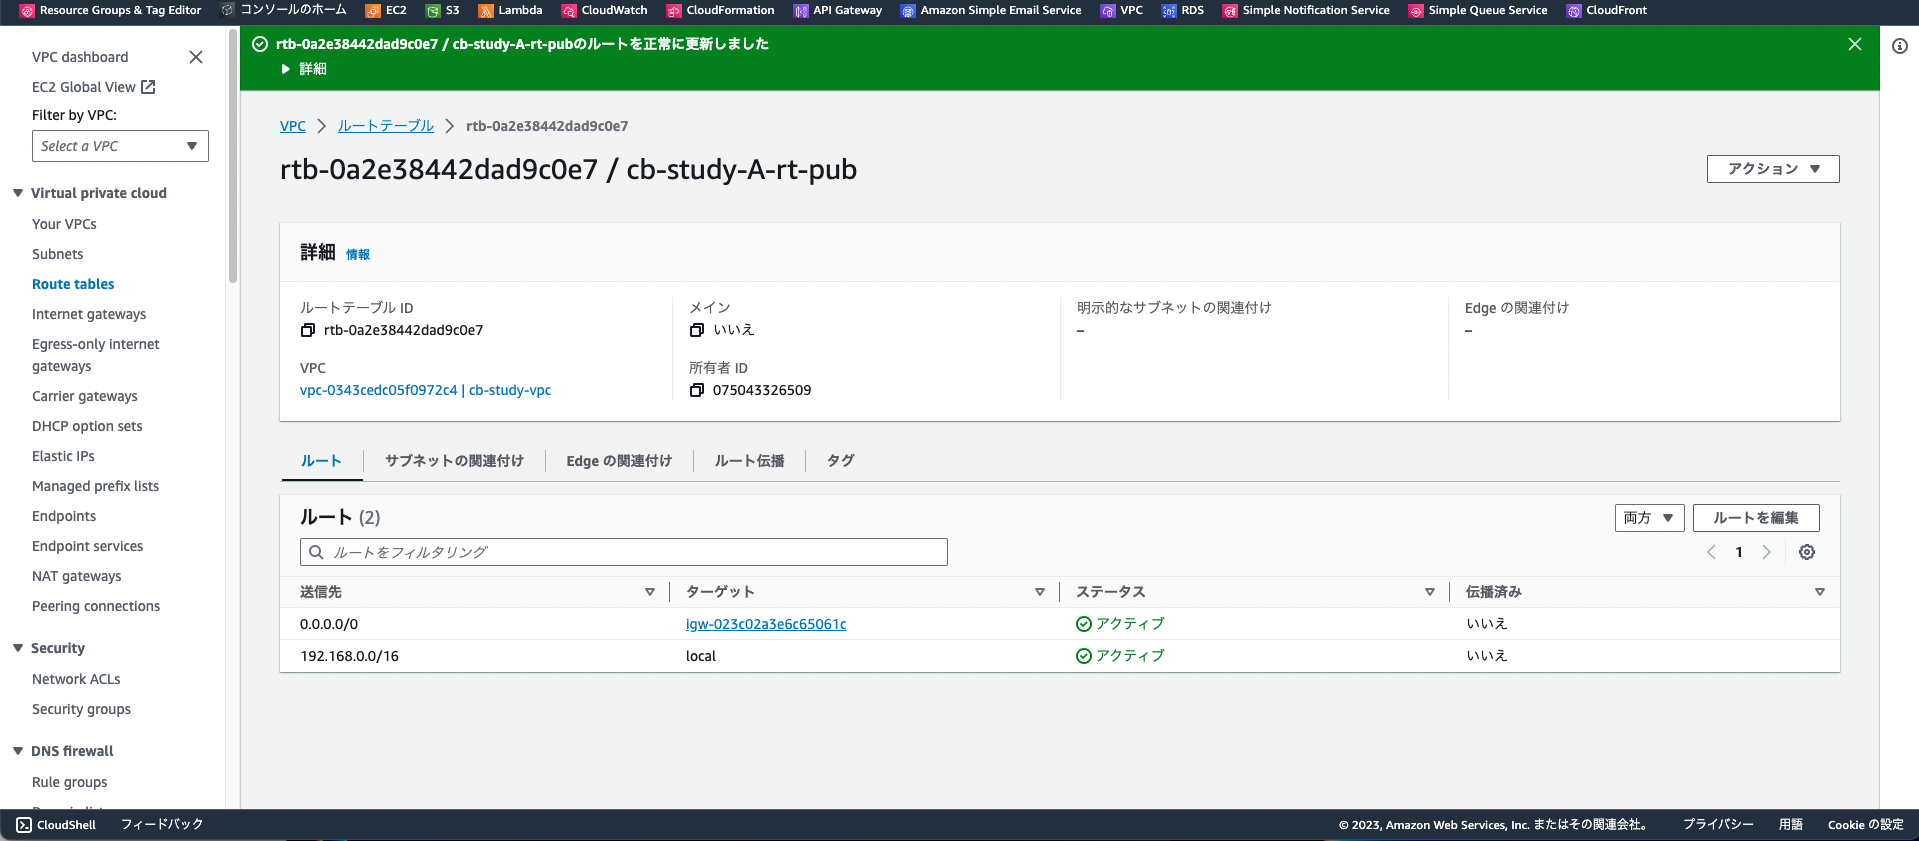 Resource Groups & Tag Editor コンソールのホーム EC2 S3 Lambda CloudWatch CloudFormation API Gateway Amazon Simple Email Service VPC RDS Simple Notification Service Simple Queue Service CloudFront
VPC dashboard
EC2 Global View
Filter by VPC:
Select a VPC
Virtual private cloud
Your VPCs
Subnets
Route tables
Internet gateways
Egress-only internet
gateways
Carrier gateways
DHCP option sets
Elastic IPs
Managed prefix lists
Endpoints
Endpoint services
NAT gateways
Peering connections
Security
Network ACLs
Security groups
DNS firewall
Rule groups
rtb-0a2e38442dad9c0e7 / cb-study-A-rt-pubのルートを正常に更新しました
詳細
VPC ルートテーブル rtb-0a2e38442dad9c0e7
rtb-0a2e38442dad9c0e7 / cb-study-A-rt-pub
アクション
詳細 情報
ルートテーブル ID
rtb-0a2e38442dad9c0e7
メイン
いいえ
明示的なサブネットの関連付け
–
Edge の関連付け
–
VPC
vpc-0343cedc05f0972c4 | cb-study-vpc
所有者 ID
075043326509
ルート サブネットの関連付け Edge の関連付け ルート伝播 タグ
ルート (2)
両方 ルートを編集
ルートをフィルタリング
1
送信先 ターゲット ステータス 伝播済み
0.0.0.0/0 igw-023c02a3e6c65061c アクティブ いいえ
192.168.0.0/16 local アクティブ いいえ
CloudShell フィードバック © 2023, Amazon Web Services, Inc. またはその関連会社。 プライバシー 用語 Cookie の設定